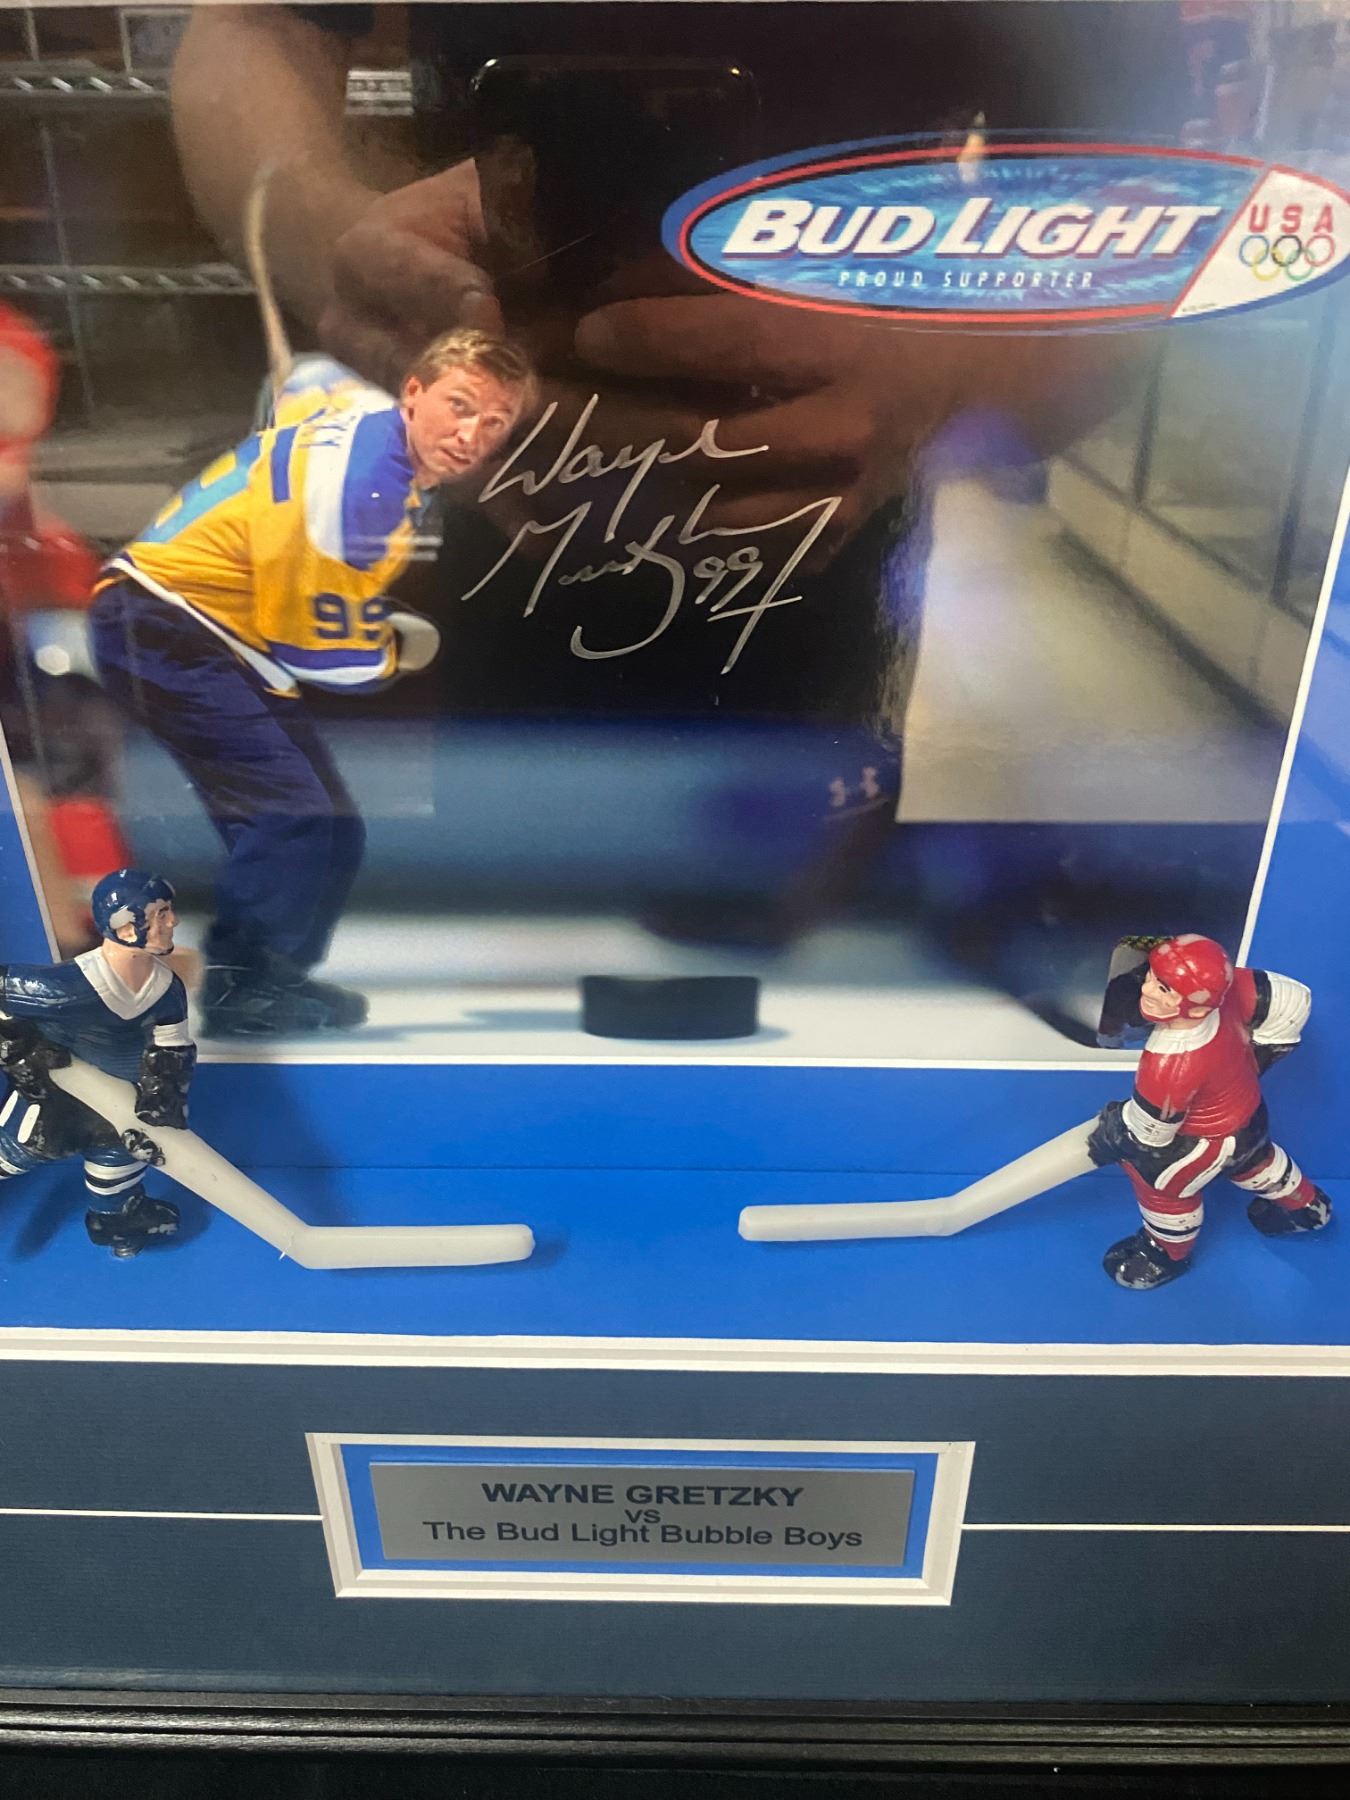 BUD LIGHT
PROUD SUPPORTER
USA
Wayne
Gretzky 99
99
WAYNE GRETZKY
vs
The Bud Light Bubble Boys